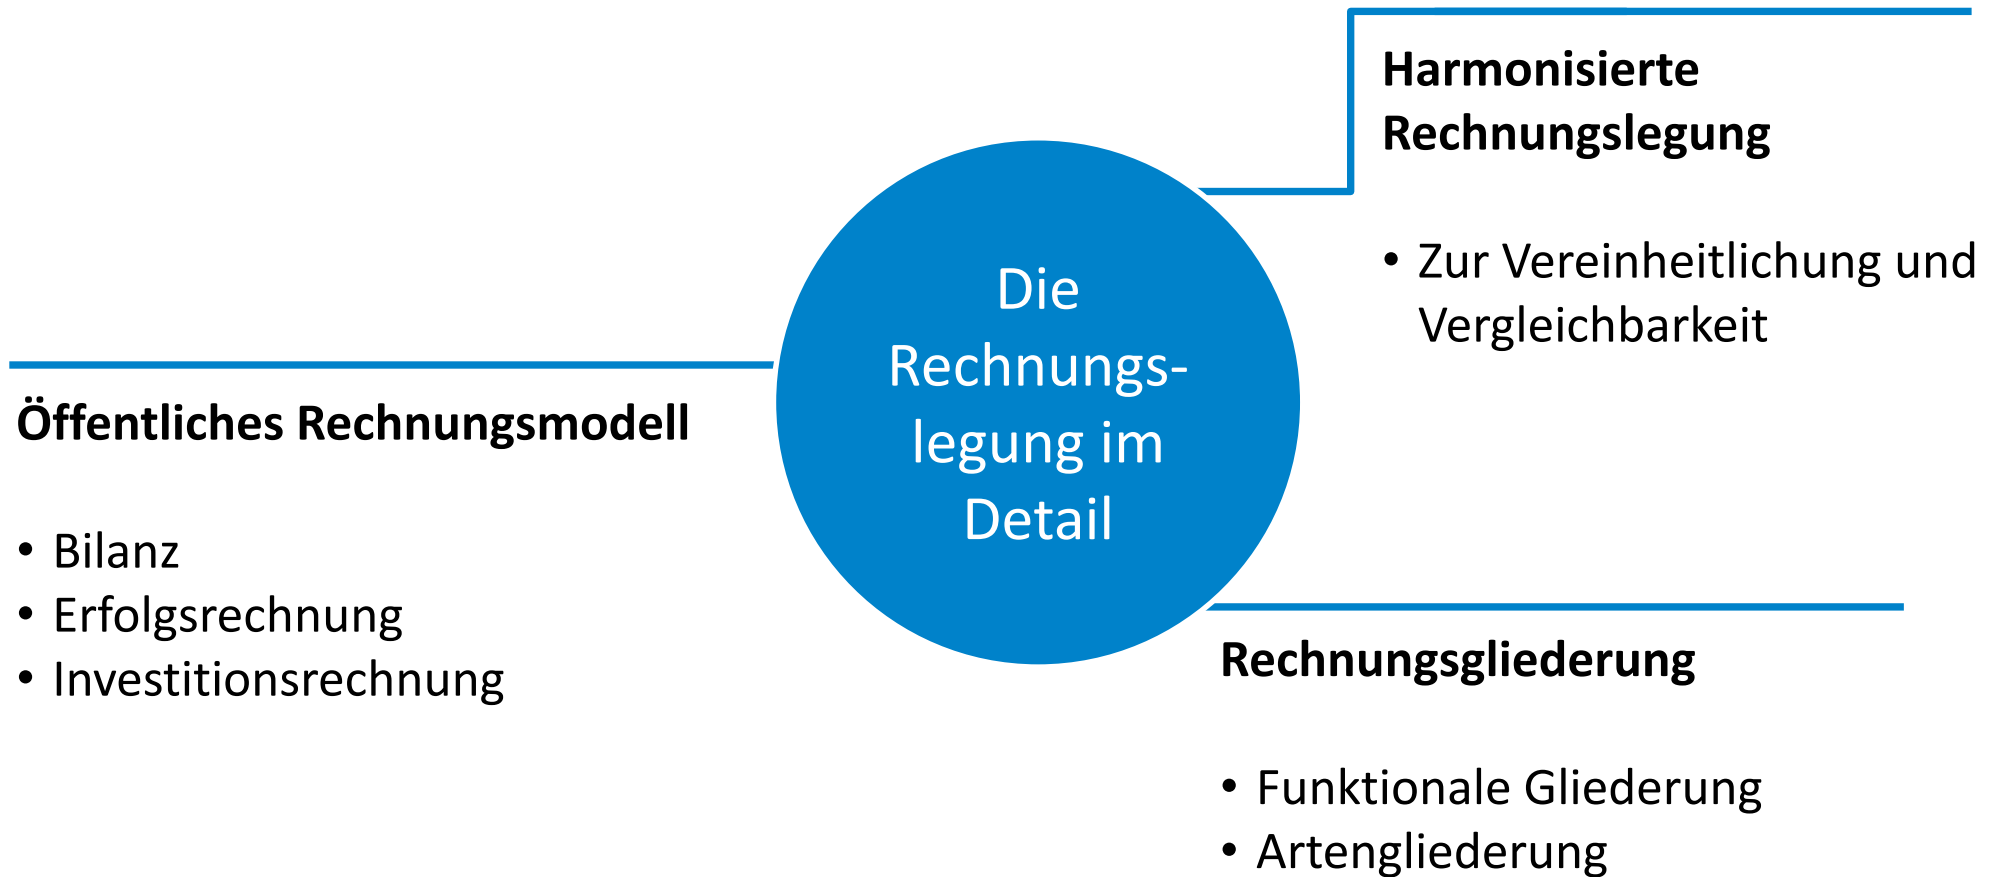 Harmonisierte
Rechnungslegung
• Zur Vereinheitlichung und
Vergleichbarkeit
Die
Rechnungs-
legung im
Detail
Öffentliches Rechnungsmodell
• Bilanz
• Erfolgsrechnung
• Investitionsrechnung
Rechnungsgliederung
• Funktionale Gliederung
• Artengliederung